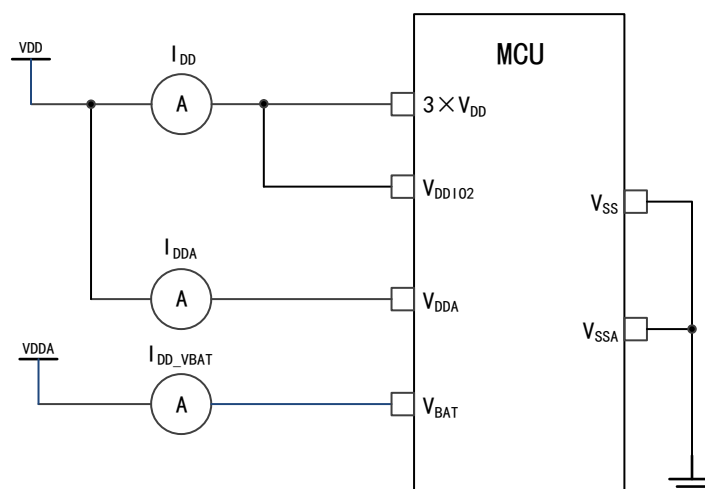 MCU
VDD
I_DD
A
3×V_DD
V_DDIO2
V_SS
I_DDA
A
V_DDA
V_SSA
VDDA
I_DD_VBAT
A
V_BAT